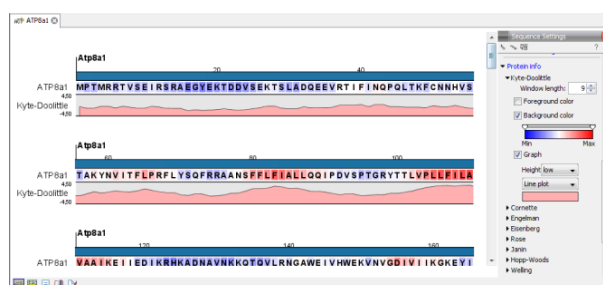 ATP8a1
Atp8a1
20
40
ATP8a1 MPTMRRTVSEIRSRAEGYEKTDDVSEKTSLADQEEVRTIFINQPQLTKFCNNHVS
4,50
Kyte-Doolittle
-4,50
Atp8a1
60
80
100
ATP8a1 TAKYNVITFLPRFLYSQFRRAANSFFLFIALLQQIPDVSPTGRYTTLVPLLFILA
4,50
Kyte-Doolittle
-4,50
Atp8a1
120
140
160
ATP8a1 VAAIKEIIEDIKRHKADNAVNKKQTQVLRNGAWEIVHWEKVNVGDIVIIKGKEYI
Sequence Settings
?
Protein info
Kyte-Doolittle
Window length: 9
Foreground color
Background color
Min Max
Graph
Height low
Line plot
Cornette
Engelman
Eisenberg
Rose
Janin
Hopp-Woods
Welling